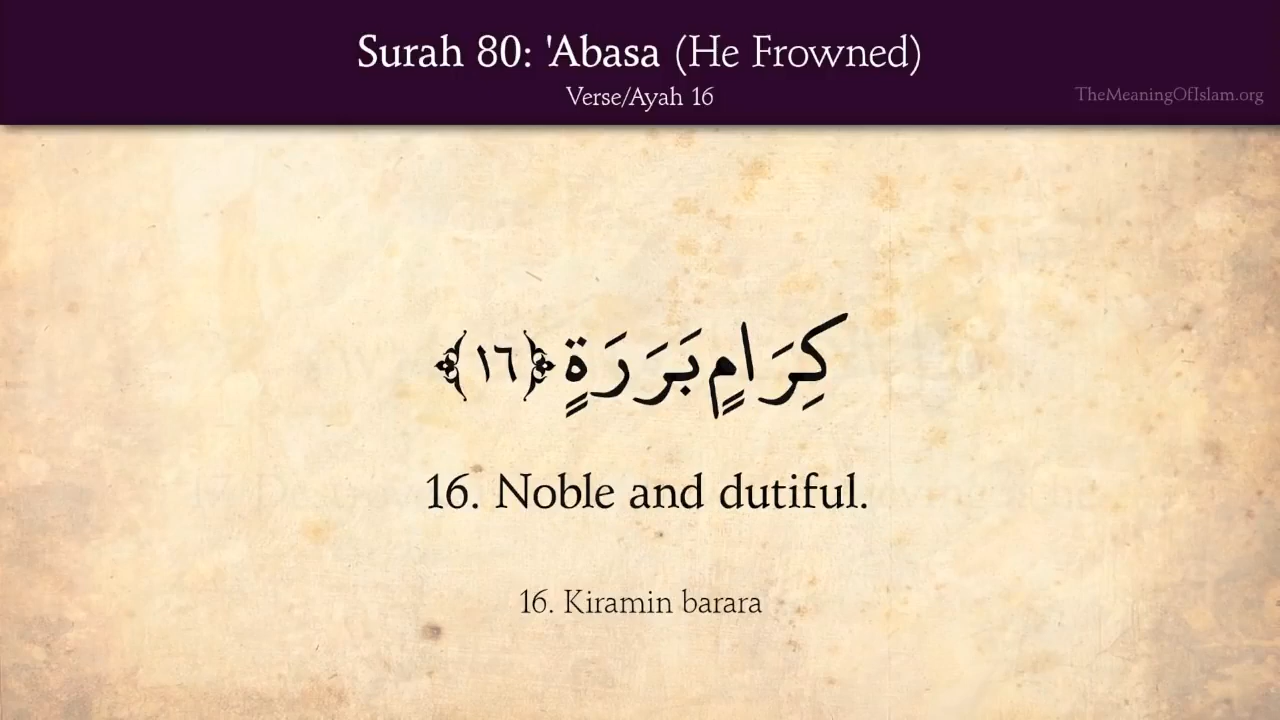 Surah 80: 'Abasa (He Frowned)
Verse/Ayah 16
TheMeaningOfIslam.org
كِرَامٍ بَرَرَةٍ ﴿١٦﴾
16. Noble and dutiful.
16. Kiramin barara